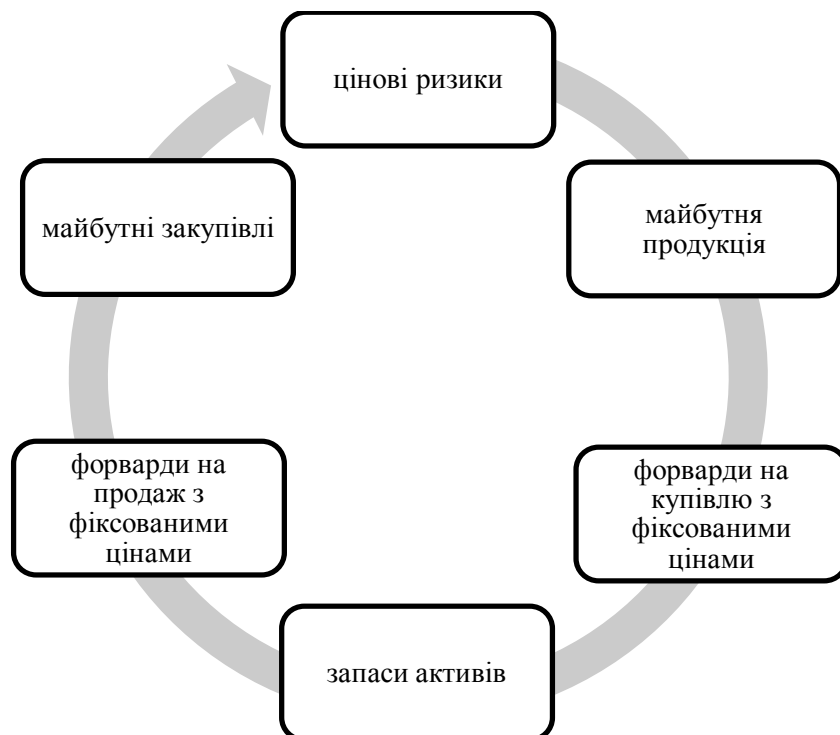 цінові ризики
майбутня
продукція
форварди на
купівлю з
фіксованими
цінами
запаси активів
форварди на
продаж з
фіксованими
цінами
майбутні закупівлі